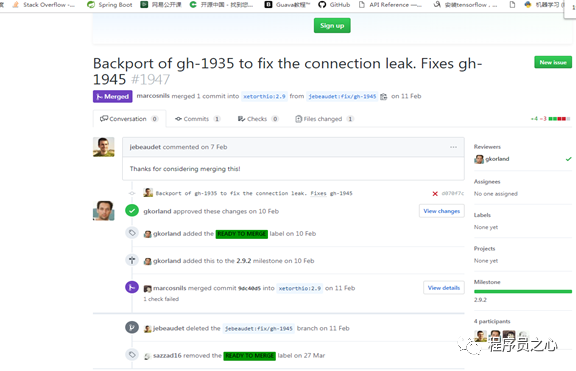 Stack Overflow - ... Spring Boot 网易公开课 开源中国 - 找到您... Guava教程™ GitHub API Reference —... 安装tensorflow , ... 机器学习
Sign up
Backport of gh-1935 to fix the connection leak. Fixes gh-
1945 #1947
New issue
Merged marcosnils merged 1 commit into xetorthio:2.9 from jebeaudet:fix/gh-1945 on 11 Feb
Conversation 0 Commits 1 Checks 0 Files changed 1 +4 −3
jebeaudet commented on 7 Feb ...
Thanks for considering merging this!
Backport of gh-1935 to fix the connection leak. Fixes gh-1945
gkorland approved these changes on 10 Feb View changes
gkorland added the READY TO MERGE label on 10 Feb
gkorland added this to the 2.9.2 milestone on 10 Feb
marcosnils merged commit 9dc40d5 into xetorthio:2.9 on 11 Feb View details
1 check failed
jebeaudet deleted the jebeaudet:fix/gh-1945 branch on 11 Feb
sazzad16 removed the READY TO MERGE label on 27 Mar
Reviewers
gkorland
Assignees
No one assigned
Labels
None yet
Projects
None yet
Milestone
2.9.2
4 participants
程序员之心